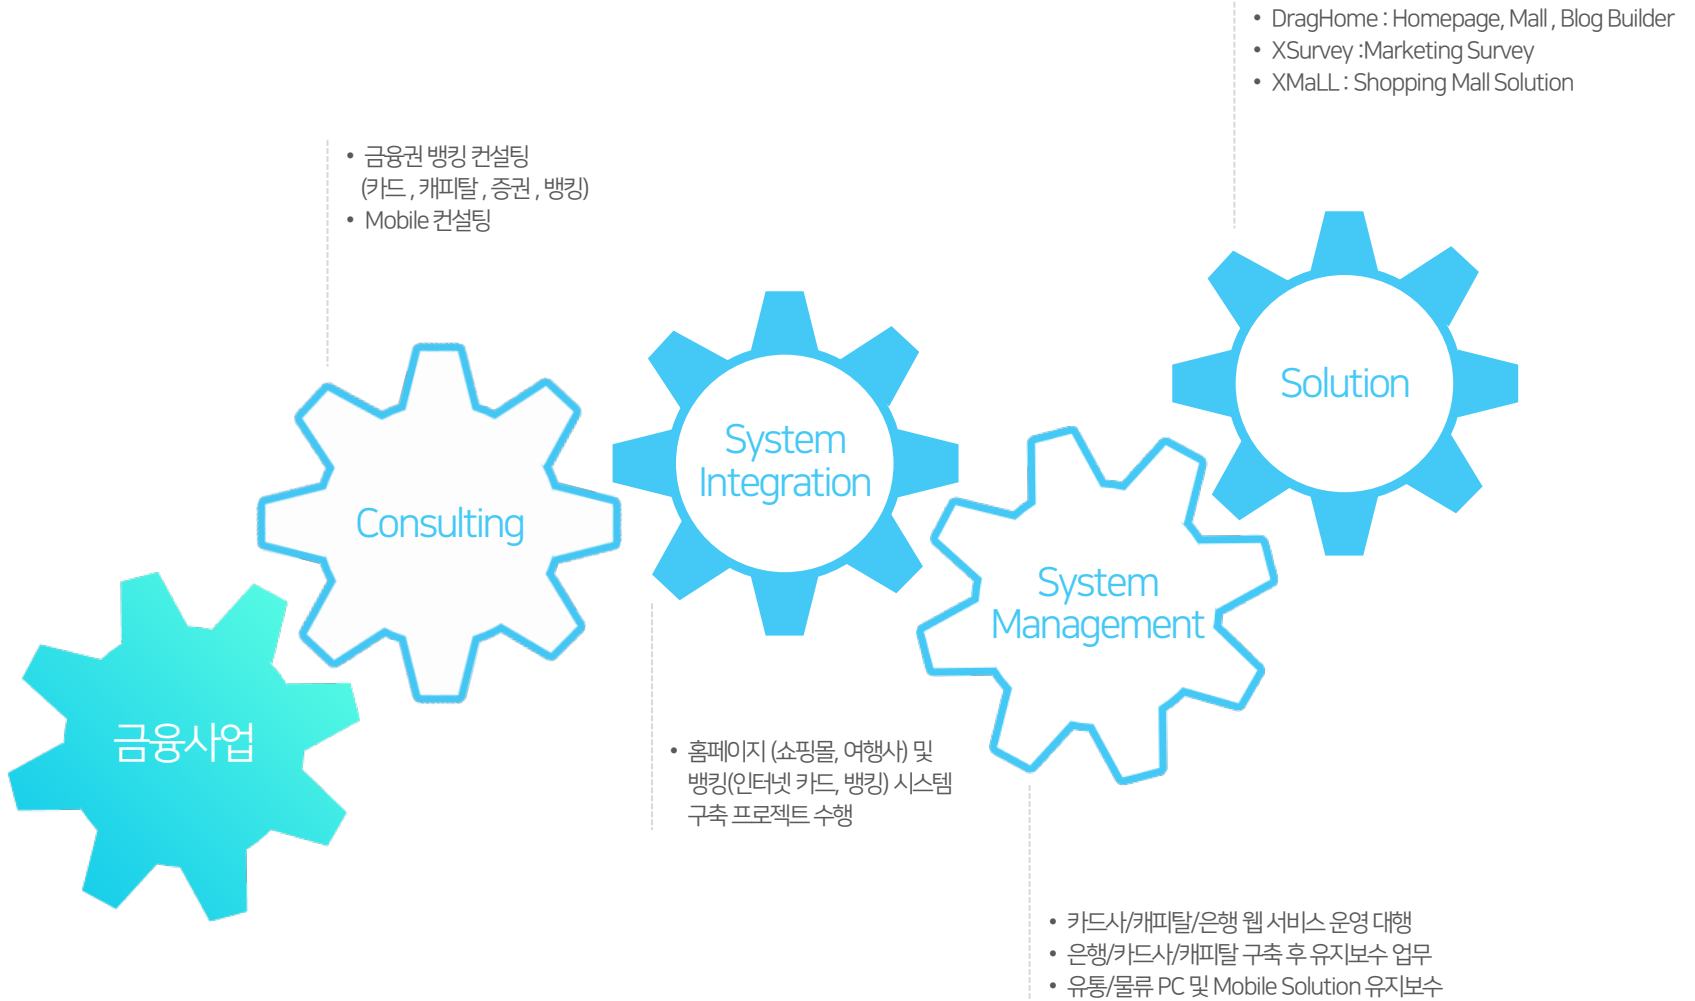 • DragHome : Homepage, Mall , Blog Builder
• XSurvey :Marketing Survey
• XMaLL : Shopping Mall Solution
• 금융권 뱅킹 컨설팅
(카드 , 캐피탈 , 증권 , 뱅킹)
• Mobile 컨설팅
Solution
System
Integration
Consulting
System
Management
금융사업
• 홈페이지 (쇼핑몰, 여행사) 및
뱅킹(인터넷 카드, 뱅킹) 시스템
구축 프로젝트 수행
• 카드사/캐피탈/은행 웹 서비스 운영 대행
• 은행/카드사/캐피탈 구축 후 유지보수 업무
• 유통/물류 PC 및 Mobile Solution 유지보수